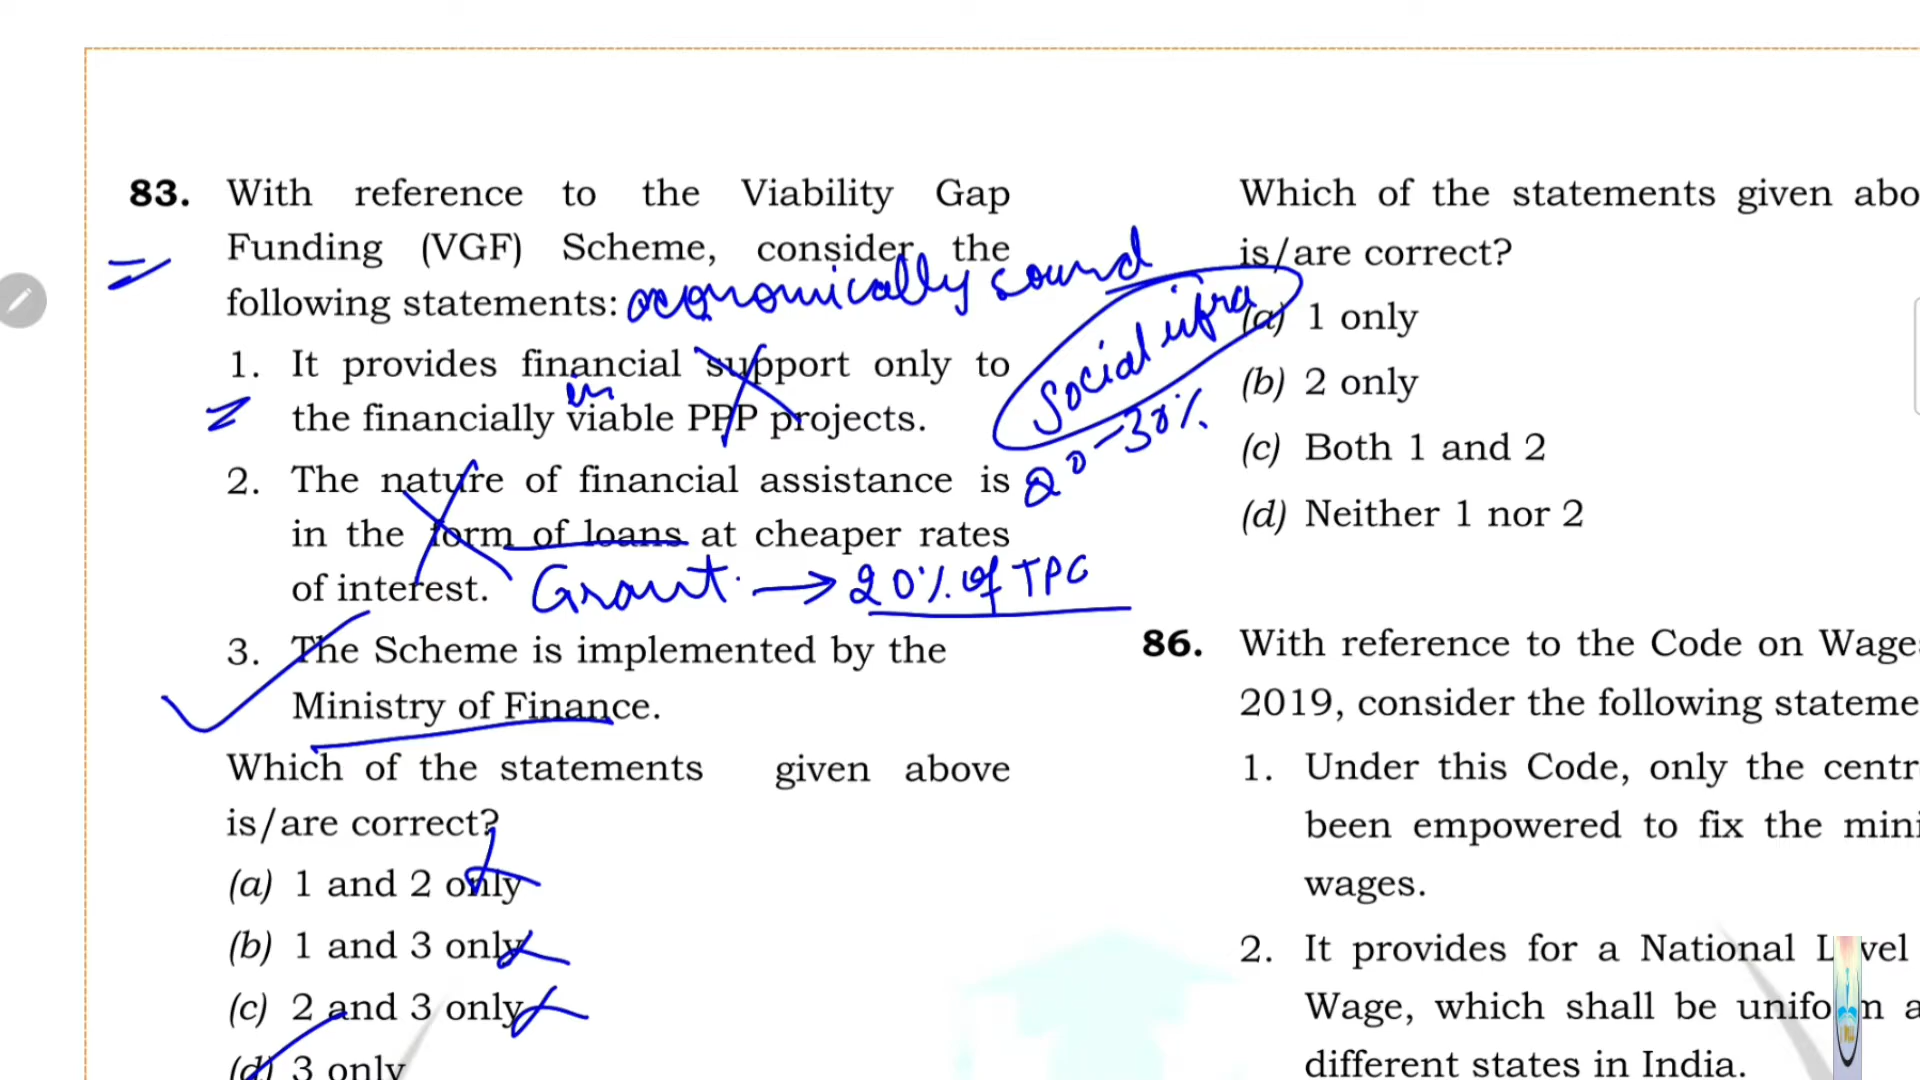 83. With reference to the Viability Gap
Funding (VGF) Scheme, consider the
following statements: economically sound
1. It provides financial support only to
in
the financially viable PPP projects.
2. The nature of financial assistance is
in the form of loans at cheaper rates
of interest. Grant → 20% of TPC
3. The Scheme is implemented by the
Ministry of Finance.
Which of the statements given above
is/are correct?
(a) 1 and 2 only
(b) 1 and 3 only
(c) 2 and 3 only
(d) 3 only
Social infra
20-30%
Which of the statements given abo
is/are correct?
(a) 1 only
(b) 2 only
(c) Both 1 and 2
(d) Neither 1 nor 2
86. With reference to the Code on Wage
2019, consider the following stateme
1. Under this Code, only the centr
been empowered to fix the mini
wages.
2. It provides for a National Level
Wage, which shall be uniform a
different states in India.